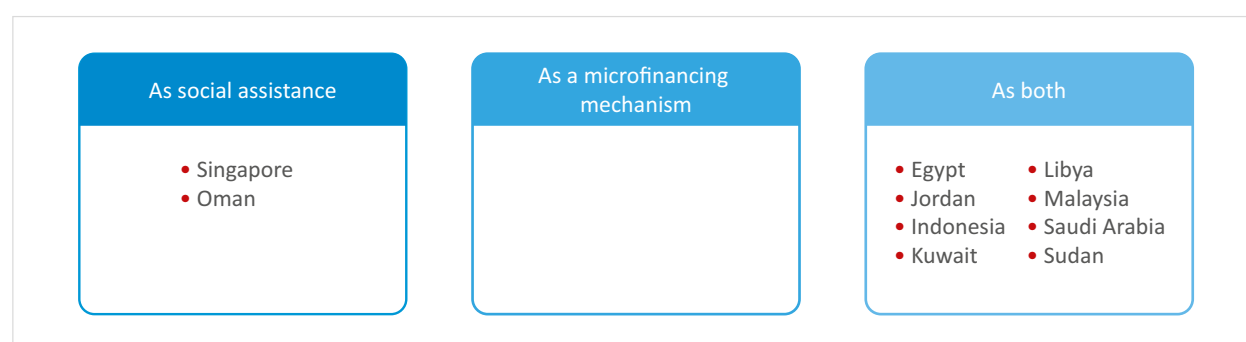 As social assistance
• Singapore
• Oman
As a microfinancing
mechanism
As both
• Egypt
• Jordan
• Indonesia
• Kuwait
• Libya
• Malaysia
• Saudi Arabia
• Sudan